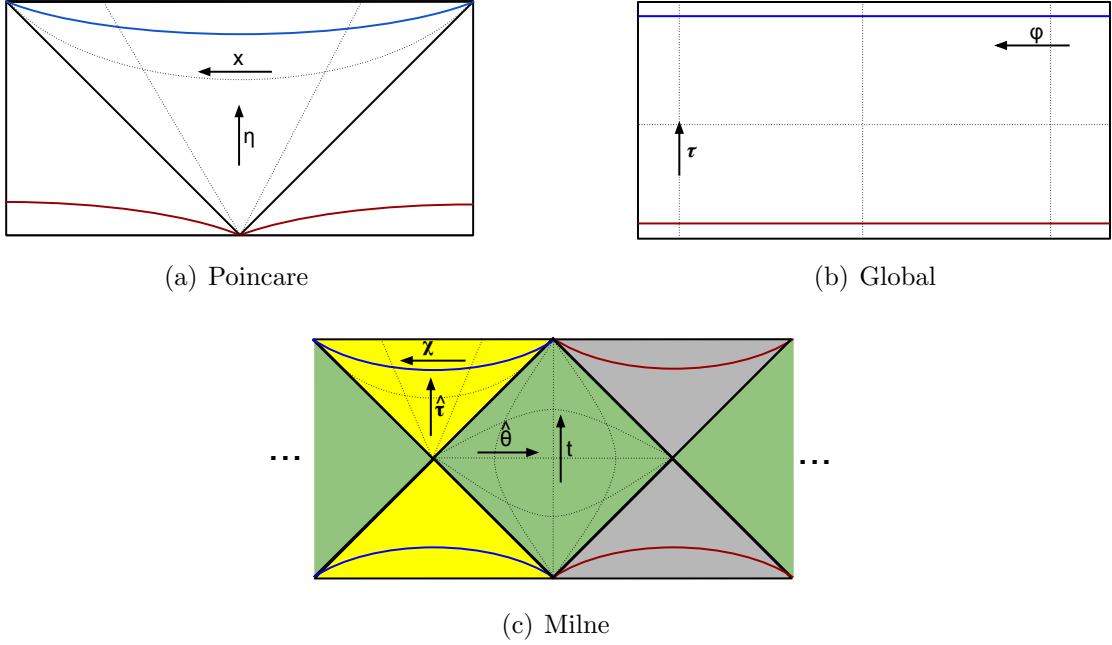 x
η
(a) Poincare
φ
τ
(b) Global
χ
τ̂
θ̂
t
...
...
(c) Milne